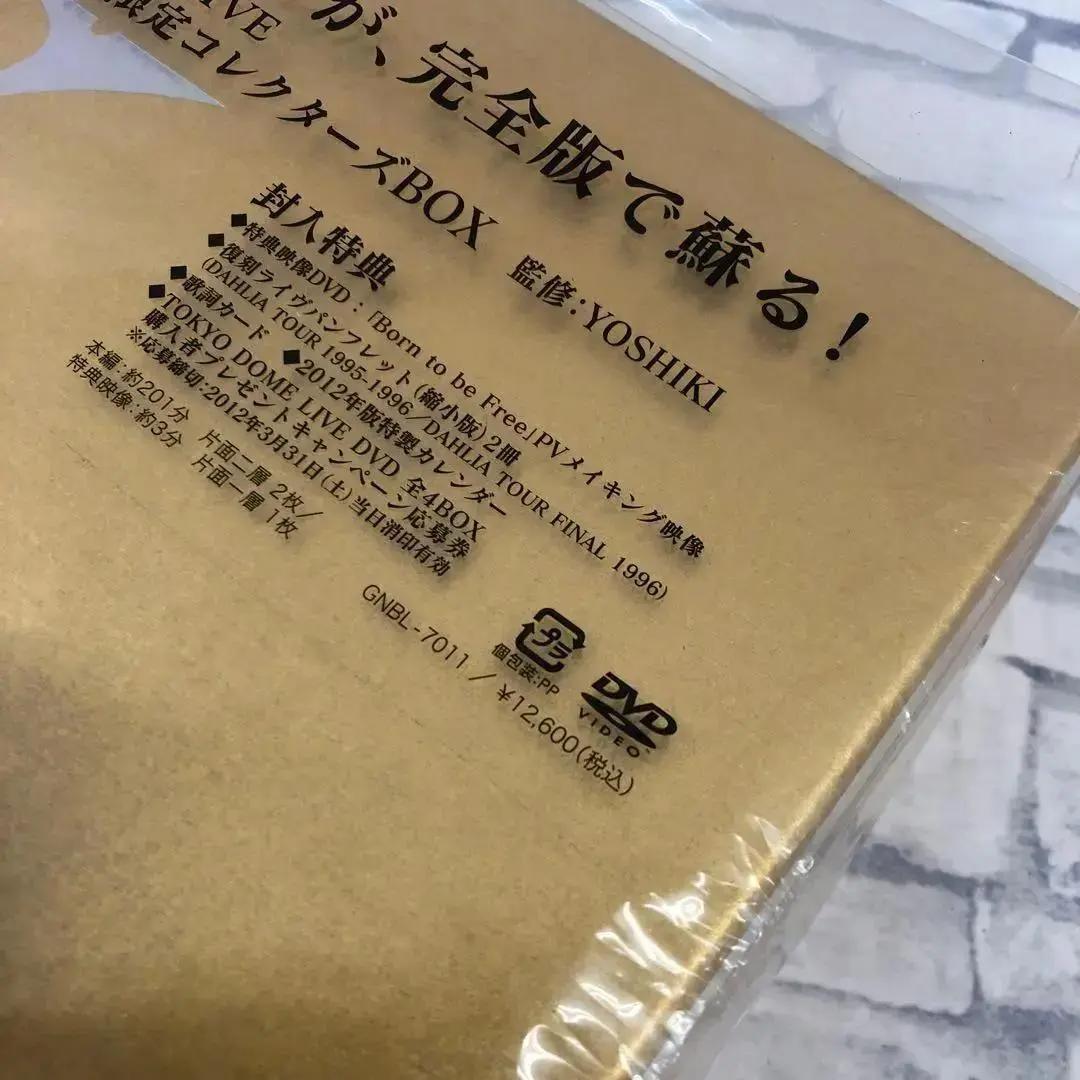 が、完全版で蘇る！
IVE
限定コレクターズBOX 監修：YOSHIKI
封入特典
◆特典映像DVD：「Born to be Free」PVメイキング映像
◆復刻ライヴパンフレット（縮小版）2冊
（DAHLIA TOUR 1995-1996/DAHLIA TOUR FINAL 1996）
◆歌詞カード ◆2012年版特製カレンダー
■TOKYO DOME LIVE DVD 全4BOX
購入者プレゼントキャンペーン応募券
※応募締切：2012年3月31日（土）当日消印有効
本編：約201分 片面二層 2枚／
特典映像：約3分 片面一層 1枚
GNBL-7011／¥12,600（税込）
プラ
個包装：PP
DVD
VIDEO